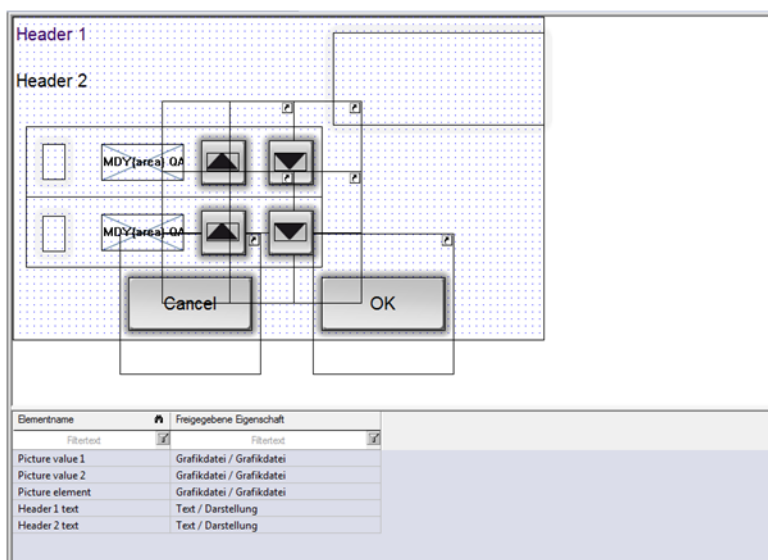 Header 1
Header 2
MDY(area) QA
MDY(area) QA
Cancel OK
Elementname Freigegebene Eigenschaft
Filtertext Filtertext
Picture value 1 Grafikdatei / Grafikdatei
Picture value 2 Grafikdatei / Grafikdatei
Picture element Grafikdatei / Grafikdatei
Header 1 text Text / Darstellung
Header 2 text Text / Darstellung